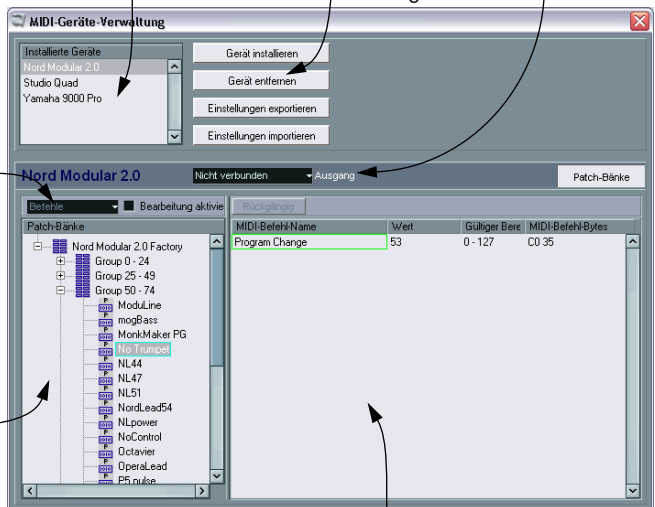 MIDI-Geräte-Verwaltung
Installierte Geräte
Nord Modular 2.0
Studio Quad
Yamaha 9000 Pro
Gerät installieren
Gerät entfernen
Einstellungen exportieren
Einstellungen importieren
Nord Modular 2.0
Nicht verbunden
Ausgang
Patch-Bänke
Befehle
Bearbeitung aktivie
Rückgängig
Patch-Bänke
Nord Modular 2.0 Factory
Group 0 - 24
Group 25 - 49
Group 50 - 74
ModuLine
mogBass
MonkMaker PG
No Trumpet
NL44
NL47
NL51
NordLead54
NLpower
NoControl
Octavier
OperaLead
P5 pulse
MIDI-Befehl-Name Wert Gültiger Bere MIDI-Befehl-Bytes
Program Change 53 0 - 127 C0 35